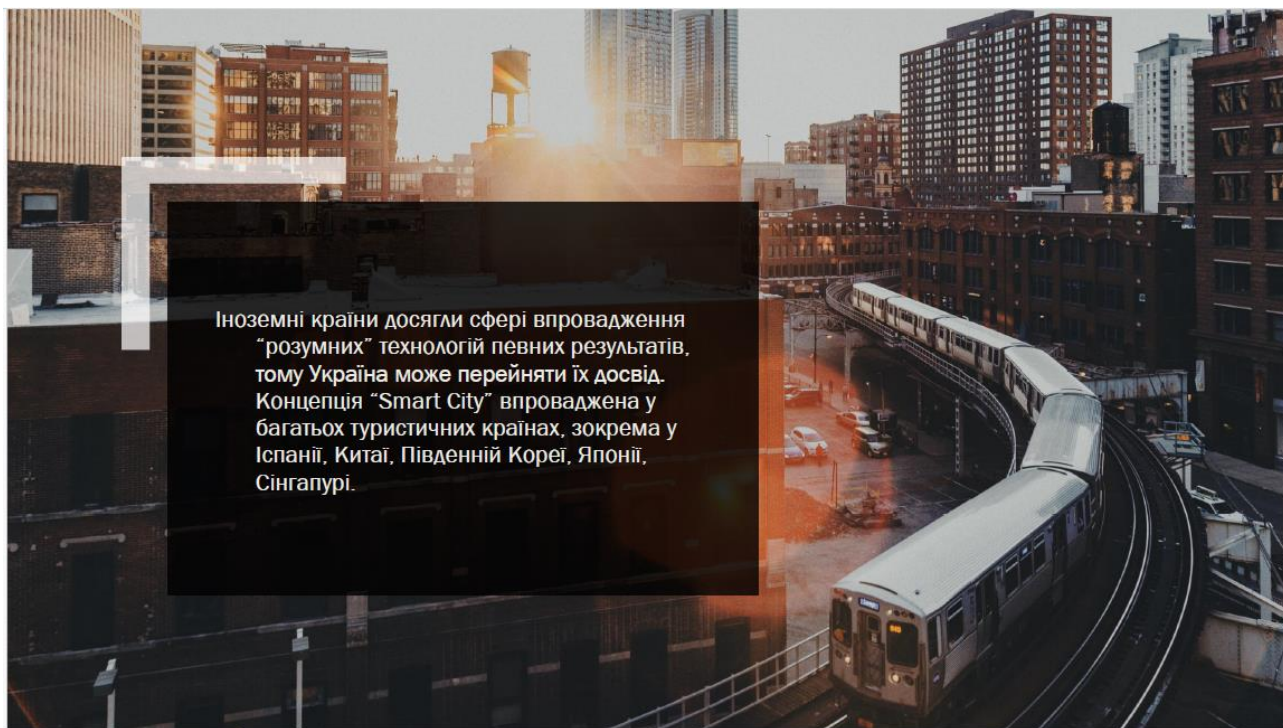 Іноземні країни досягли сфері впровадження
“розумних” технологій певних результатів,
тому Україна може перейняти їх досвід.
Концепція “Smart City” впроваджена у
багатьох туристичних країнах, зокрема у
Іспанії, Китаї, Південній Кореї, Японії,
Сінгапурі.